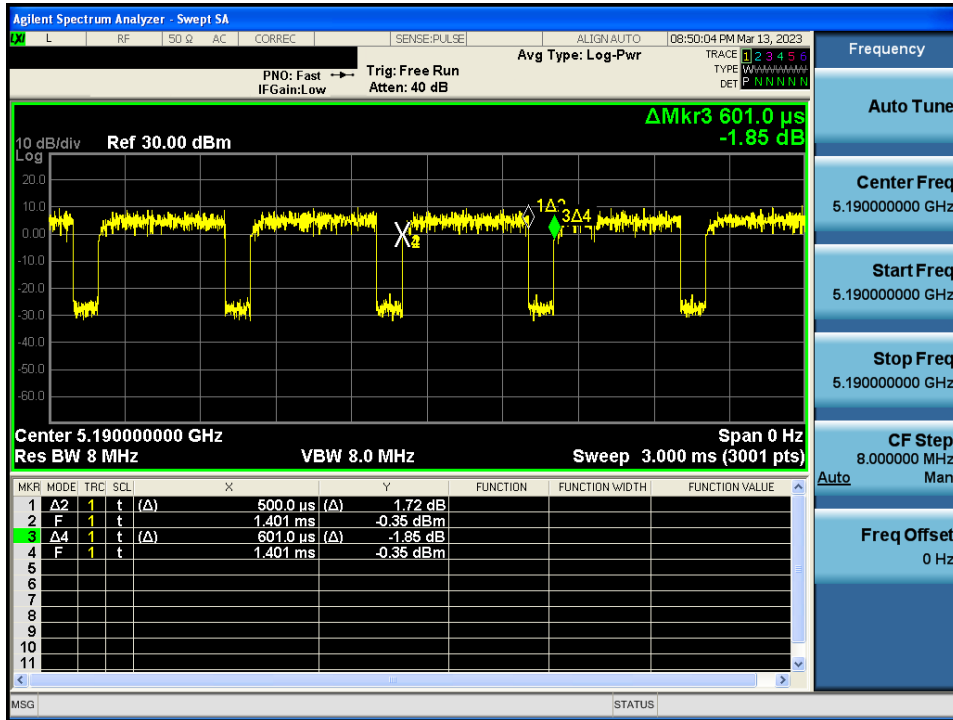 Agilent Spectrum Analyzer - Swept SA
LXI L RF 50 Ω AC CORREC SENSE:PULSE ALIGN AUTO 08:50:04 PM Mar 13, 2023
Frequency
Avg Type: Log-Pwr TRACE 1 2 3 4 5 6
PNO: Fast Trig: Free Run TYPE W
IFGain:Low Atten: 40 dB DET P N N N N N
Auto Tune
ΔMkr3 601.0 µs
-1.85 dB
10 dB/div Ref 30.00 dBm
Log
20.0
10.0
0.00
-10.0
-20.0
-30.0
-40.0
-50.0
-60.0
3Δ4
Center Freq
5.190000000 GHz
Start Freq
5.190000000 GHz
Stop Freq
5.190000000 GHz
Center 5.190000000 GHz Span 0 Hz
Res BW 8 MHz VBW 8.0 MHz Sweep 3.000 ms (3001 pts)
CF Step
8.000000 MHz
Auto Man
MKR MODE TRC SCL X Y FUNCTION FUNCTION WIDTH FUNCTION VALUE
1 Δ2 1 t (Δ) 500.0 µs (Δ) 1.72 dB
2 F 1 t 1.401 ms -0.35 dBm
3 Δ4 1 t (Δ) 601.0 µs (Δ) -1.85 dB
4 F 1 t 1.401 ms -0.35 dBm
5
6
7
8
9
10
11
Freq Offset
0 Hz
MSG STATUS